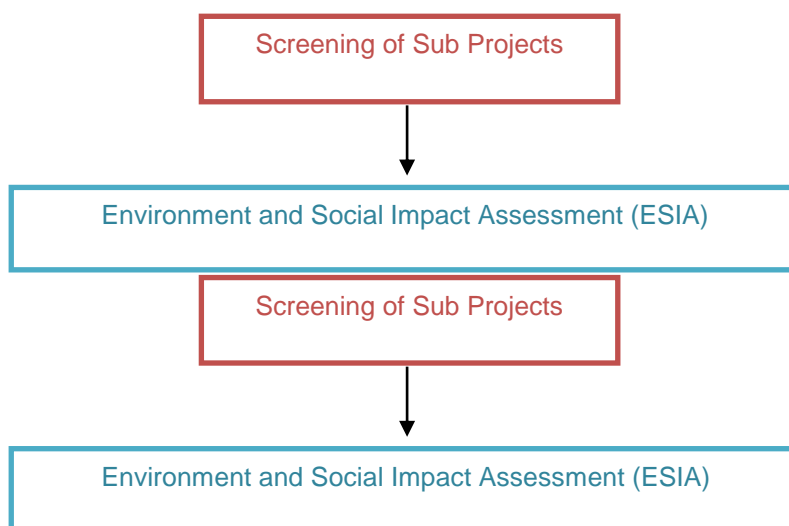 Screening of Sub Projects
Environment and Social Impact Assessment (ESIA)
Screening of Sub Projects
Environment and Social Impact Assessment (ESIA)